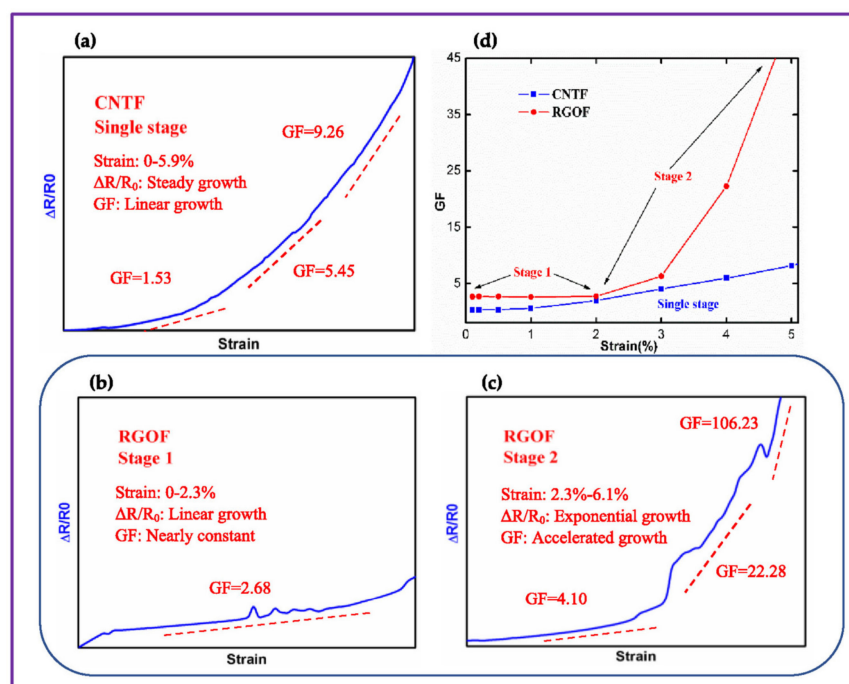 (a)
CNTF
Single stage
Strain: 0-5.9%
ΔR/R₀: Steady growth
GF: Linear growth
GF=9.26
GF=5.45
GF=1.53
ΔR/R0
Strain
(d)
45
35
25
15
5
GF
CNTF
RGOF
Stage 2
Stage 1
Single stage
0
1
2
3
4
5
Strain(%)
(b)
RGOF
Stage 1
Strain: 0-2.3%
ΔR/R₀: Linear growth
GF: Nearly constant
GF=2.68
ΔR/R0
Strain
(c)
RGOF
Stage 2
Strain: 2.3%-6.1%
ΔR/R₀: Exponential growth
GF: Accelerated growth
GF=106.23
GF=22.28
GF=4.10
ΔR/R0
Strain